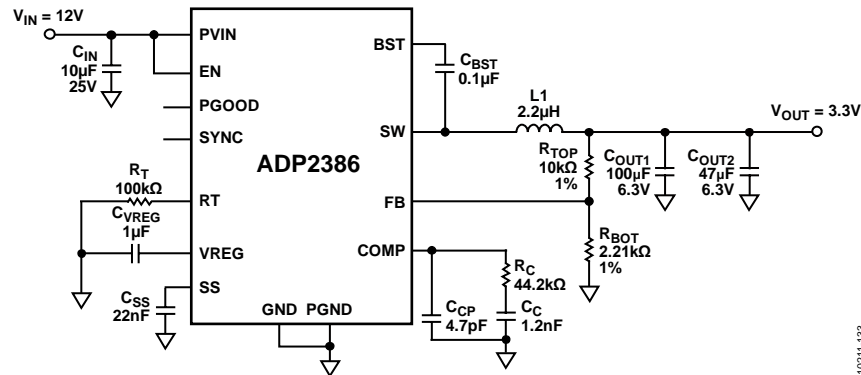 V_IN = 12V
C_IN
10µF
25V
PVIN
EN
PGOOD
SYNC
R_T
100kΩ
RT
C_VREG
1µF
VREG
SS
C_SS
22nF
GND PGND
ADP2386
BST
SW
FB
COMP
C_BST
0.1µF
L1
2.2µH
V_OUT = 3.3V
R_TOP
10kΩ
1%
C_OUT1
100µF
6.3V
C_OUT2
47µF
6.3V
R_BOT
2.21kΩ
1%
R_C
44.2kΩ
C_CP
4.7pF
C_C
1.2nF
10211-133